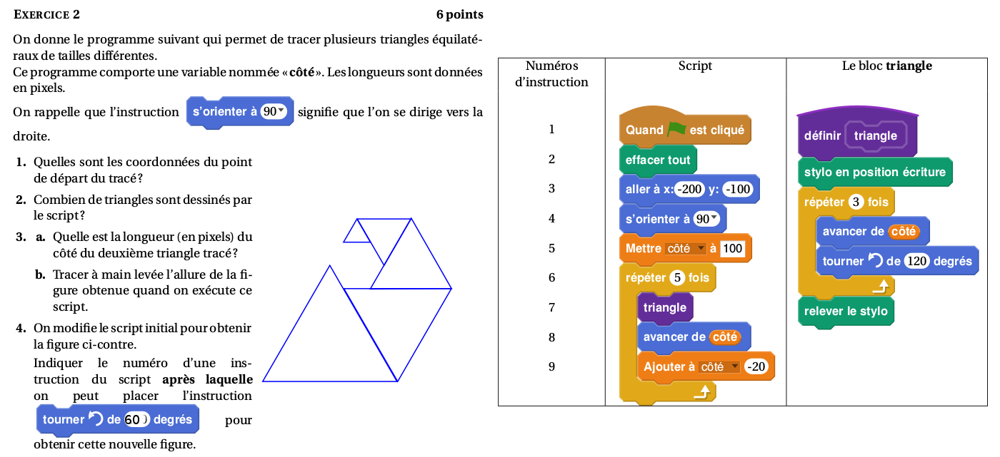 EXERCICE 2 6 points
On donne le programme suivant qui permet de tracer plusieurs triangles équilaté-
raux de tailles différentes.
Ce programme comporte une variable nommée « côté ». Les longueurs sont données
en pixels.
On rappelle que l'instruction s'orienter à 90 signifie que l'on se dirige vers la
droite.
1. Quelles sont les coordonnées du point
de départ du tracé ?
2. Combien de triangles sont dessinés par
le script ?
3. a. Quelle est la longueur (en pixels) du
côté du deuxième triangle tracé ?
b. Tracer à main levée l'allure de la fi-
gure obtenue quand on exécute ce
script.
4. On modifie le script initial pour obtenir
la figure ci-contre.
Indiquer le numéro d'une ins-
truction du script après laquelle
on peut placer l'instruction
tourner de 60 ) degrés pour
obtenir cette nouvelle figure.
Numéros
d'instruction
1
2
3
4
5
6
7
8
9
Script
Quand est cliqué
effacer tout
aller à x: -200 y: -100
s'orienter à 90
Mettre côté à 100
répéter 5 fois
triangle
avancer de côté
Ajouter à côté -20
Le bloc triangle
définir triangle
stylo en position écriture
répéter 3 fois
avancer de côté
tourner de 120 degrés
relever le stylo